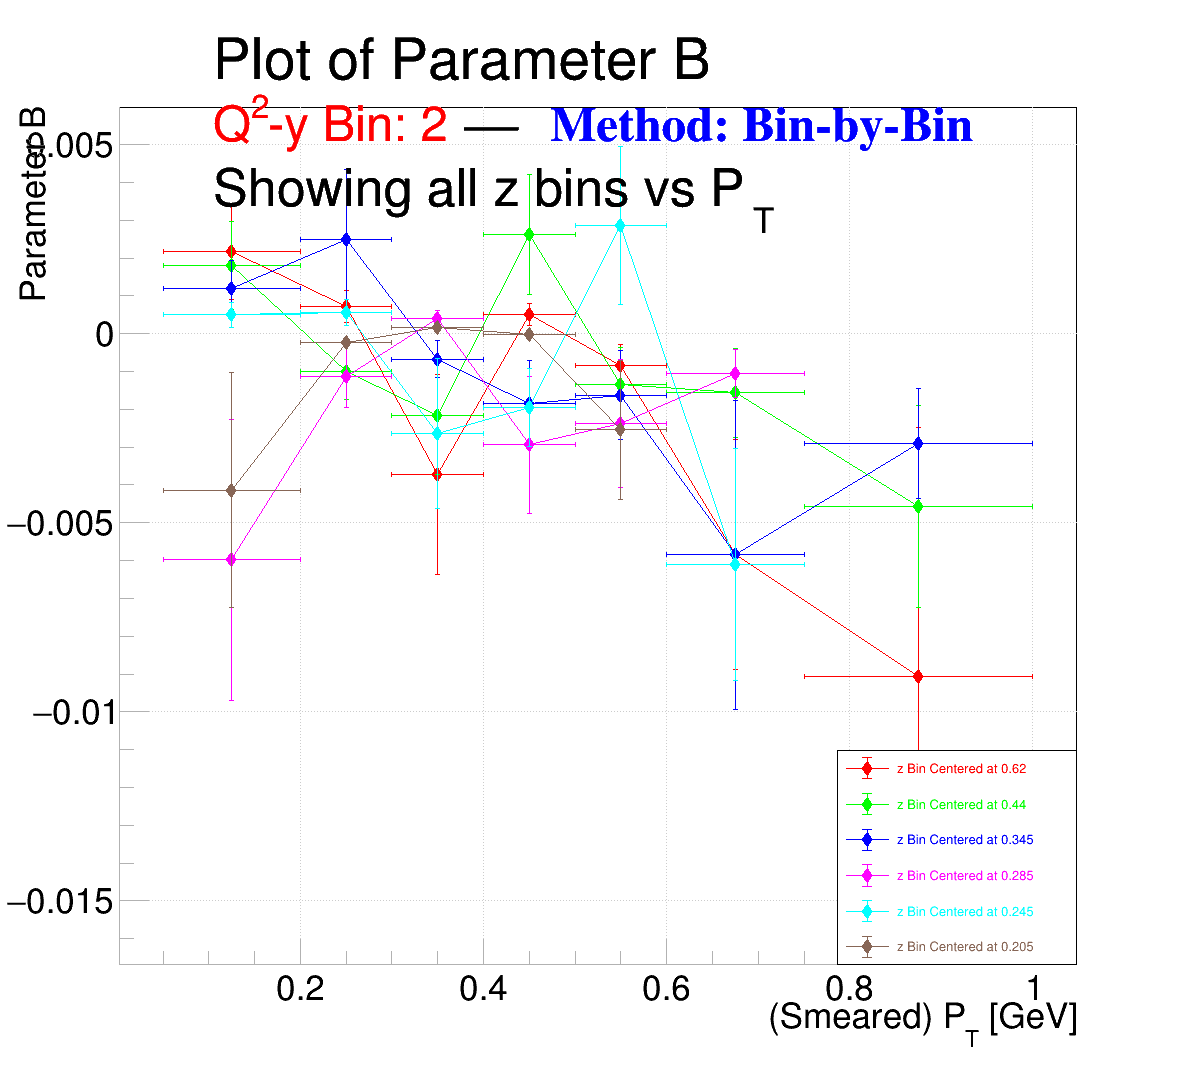 Plot of Parameter B
Q²-y Bin: 2 — Method: Bin-by-Bin
Showing all z bins vs P_T
Parameter B
0.005
0
−0.005
−0.01
−0.015
0.2 0.4 0.6 0.8 1
(Smeared) P_T [GeV]
z Bin Centered at 0.62
z Bin Centered at 0.44
z Bin Centered at 0.345
z Bin Centered at 0.285
z Bin Centered at 0.245
z Bin Centered at 0.205